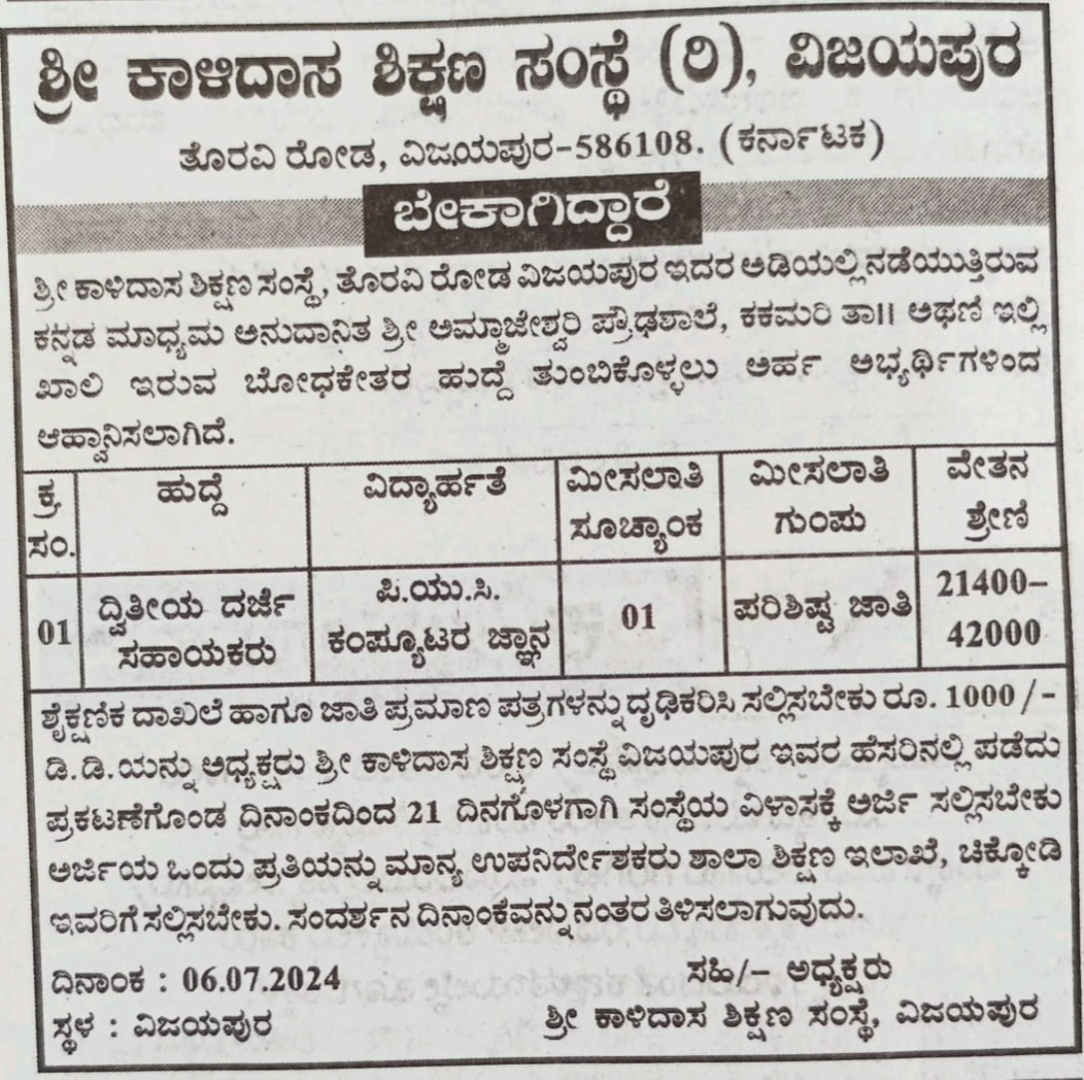 ಶ್ರೀ ಕಾಳಿದಾಸ ಶಿಕ್ಷಣ ಸಂಸ್ಥೆ (ರಿ), ವಿಜಯಪುರ
ತೊರವಿ ರೋಡ, ವಿಜಯಪುರ-586108. (ಕರ್ನಾಟಕ)
ಬೇಕಾಗಿದ್ದಾರೆ
ಶ್ರೀ ಕಾಳಿದಾಸ ಶಿಕ್ಷಣ ಸಂಸ್ಥೆ, ತೊರವಿ ರೋಡ ವಿಜಯಪುರ ಇದರ ಅಡಿಯಲ್ಲಿ ನಡೆಯುತ್ತಿರುವ
ಕನ್ನಡ ಮಾಧ್ಯಮ ಅನುದಾನಿತ ಶ್ರೀ ಅಮ್ಮಾಜೇಶ್ವರಿ ಪ್ರೌಢಶಾಲೆ, ಕಕಮರಿ ತಾ॥ ಅಥಣಿ ಇಲ್ಲಿ
ಖಾಲಿ ಇರುವ ಬೋಧಕೇತರ ಹುದ್ದೆ ತುಂಬಿಕೊಳ್ಳಲು ಅರ್ಹ ಅಭ್ಯರ್ಥಿಗಳಿಂದ
ಆಹ್ವಾನಿಸಲಾಗಿದೆ.
ಕ್ರ. ಸಂ. ಹುದ್ದೆ ವಿದ್ಯಾರ್ಹತೆ ಮೀಸಲಾತಿ ಸೂಚ್ಯಾಂಕ ಮೀಸಲಾತಿ ಗುಂಪು ವೇತನ ಶ್ರೇಣಿ
01 ದ್ವಿತೀಯ ದರ್ಜೆ ಸಹಾಯಕರು ಪಿ.ಯು.ಸಿ. ಕಂಪ್ಯೂಟರ ಜ್ಞಾನ 01 ಪರಿಶಿಷ್ಟ ಜಾತಿ 21400–42000
ಶೈಕ್ಷಣಿಕ ದಾಖಲೆ ಹಾಗೂ ಜಾತಿ ಪ್ರಮಾಣ ಪತ್ರಗಳನ್ನು ದೃಢಿಕರಿಸಿ ಸಲ್ಲಿಸಬೇಕು ರೂ. 1000/-
ಡಿ.ಡಿ.ಯನ್ನು ಅಧ್ಯಕ್ಷರು ಶ್ರೀ ಕಾಳಿದಾಸ ಶಿಕ್ಷಣ ಸಂಸ್ಥೆ ವಿಜಯಪುರ ಇವರ ಹೆಸರಿನಲ್ಲಿ ಪಡೆದು
ಪ್ರಕಟಣೆಗೊಂಡ ದಿನಾಂಕದಿಂದ 21 ದಿನಗೊಳಗಾಗಿ ಸಂಸ್ಥೆಯ ವಿಳಾಸಕ್ಕೆ ಅರ್ಜಿ ಸಲ್ಲಿಸಬೇಕು
ಅರ್ಜಿಯ ಒಂದು ಪ್ರತಿಯನ್ನು ಮಾನ್ಯ ಉಪನಿರ್ದೇಶಕರು ಶಾಲಾ ಶಿಕ್ಷಣ ಇಲಾಖೆ, ಚಿಕ್ಕೋಡಿ
ಇವರಿಗೆ ಸಲ್ಲಿಸಬೇಕು. ಸಂದರ್ಶನ ದಿನಾಂಕವನ್ನು ನಂತರ ತಿಳಿಸಲಾಗುವುದು.
ದಿನಾಂಕ : 06.07.2024 ಸಹಿ/– ಅಧ್ಯಕ್ಷರು
ಸ್ಥಳ : ವಿಜಯಪುರ ಶ್ರೀ ಕಾಳಿದಾಸ ಶಿಕ್ಷಣ ಸಂಸ್ಥೆ, ವಿಜಯಪುರ